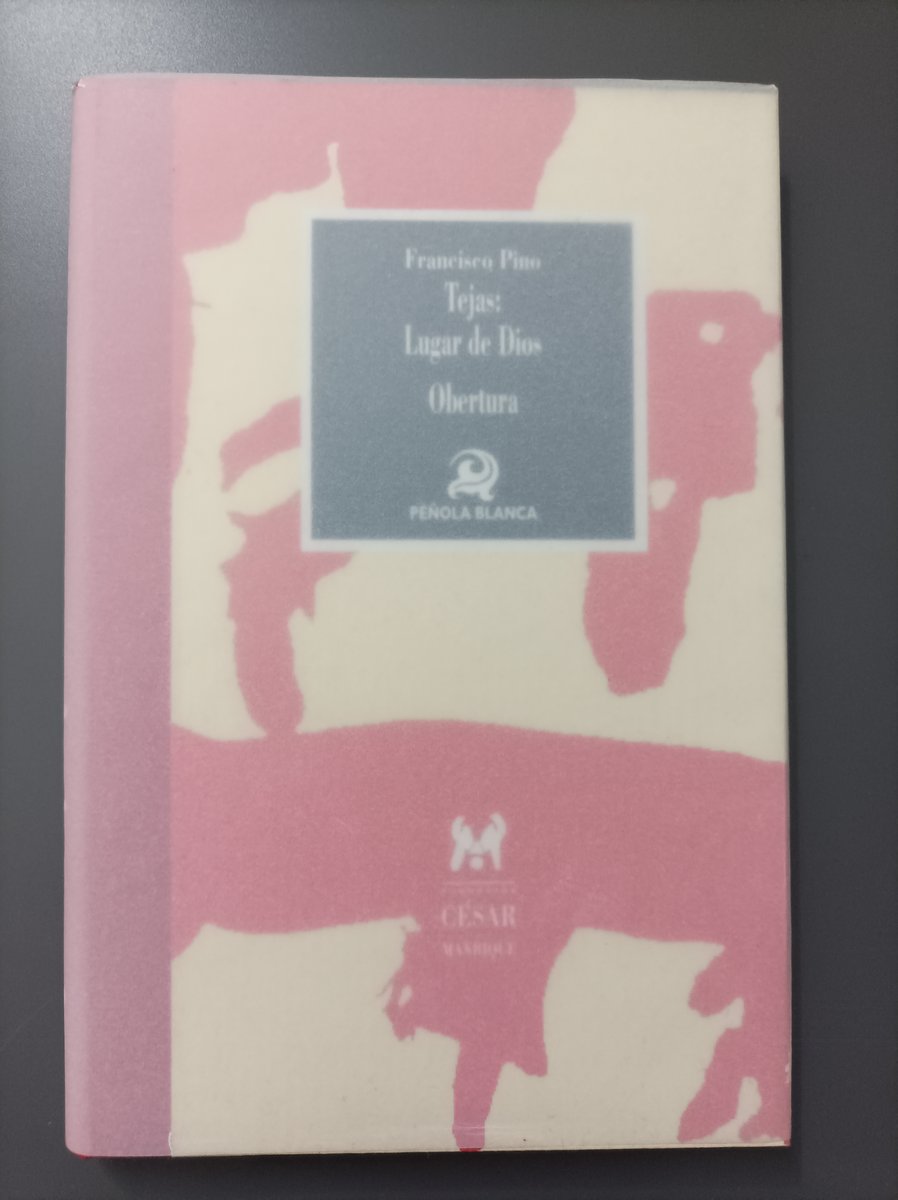 Francisco Pino
Tejas:
Lugar de Dios
Obertura
PEÑOLA BLANCA
CÉSAR
MANRIQUE